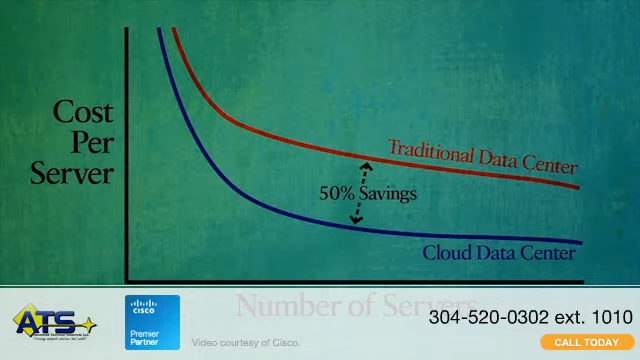 Cost
Per
Server
Traditional Data Center
50% Savings
Cloud Data Center
Number of Servers
ATS
CISCO
Premier
Partner
Video courtesy of Cisco.
304-520-0302 ext. 1010
CALL TODAY